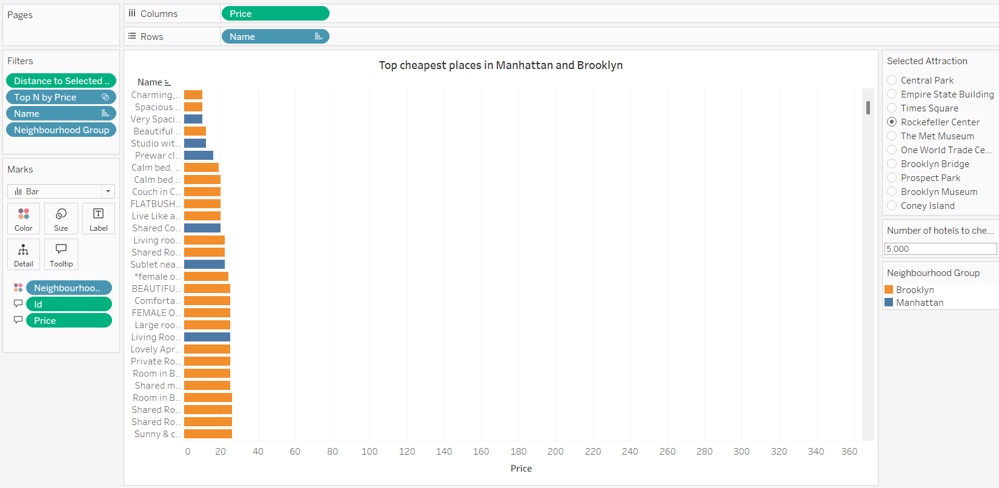 Pages
Columns
Price
Rows
Name
Filters
Distance to Selected ..
Top N by Price
Name
Neighbourhood Group
Marks
Bar
Color
Size
Label
Detail
Tooltip
Neighbourhoo..
Id
Price
Top cheapest places in Manhattan and Brooklyn
Name
Charming,..
Spacious ..
Very Spaci..
Beautiful ..
Studio wit..
Prewar cl..
Calm bed. ..
Calm bed ..
Couch in C..
FLATBUSH..
Live Like a..
Shared Co..
Living roo..
Shared Ro..
Sublet nea..
*female o..
BEAUTIFU..
Comforta..
FEMALE O..
Large roo..
Living Roo..
Lovely Apr..
Private Ro..
Room in B..
Shared m..
Room in B..
Shared Ro..
Shared Ro..
Sunny & c..
0 20 40 60 80 100 120 140 160 180 200 220 240 260 280 300 320 340 360
Price
Selected Attraction
Central Park
Empire State Building
Times Square
Rockefeller Center
The Met Museum
One World Trade Ce...
Brooklyn Bridge
Prospect Park
Brooklyn Museum
Coney Island
Number of hotels to che...
5,000
Neighbourhood Group
Brooklyn
Manhattan